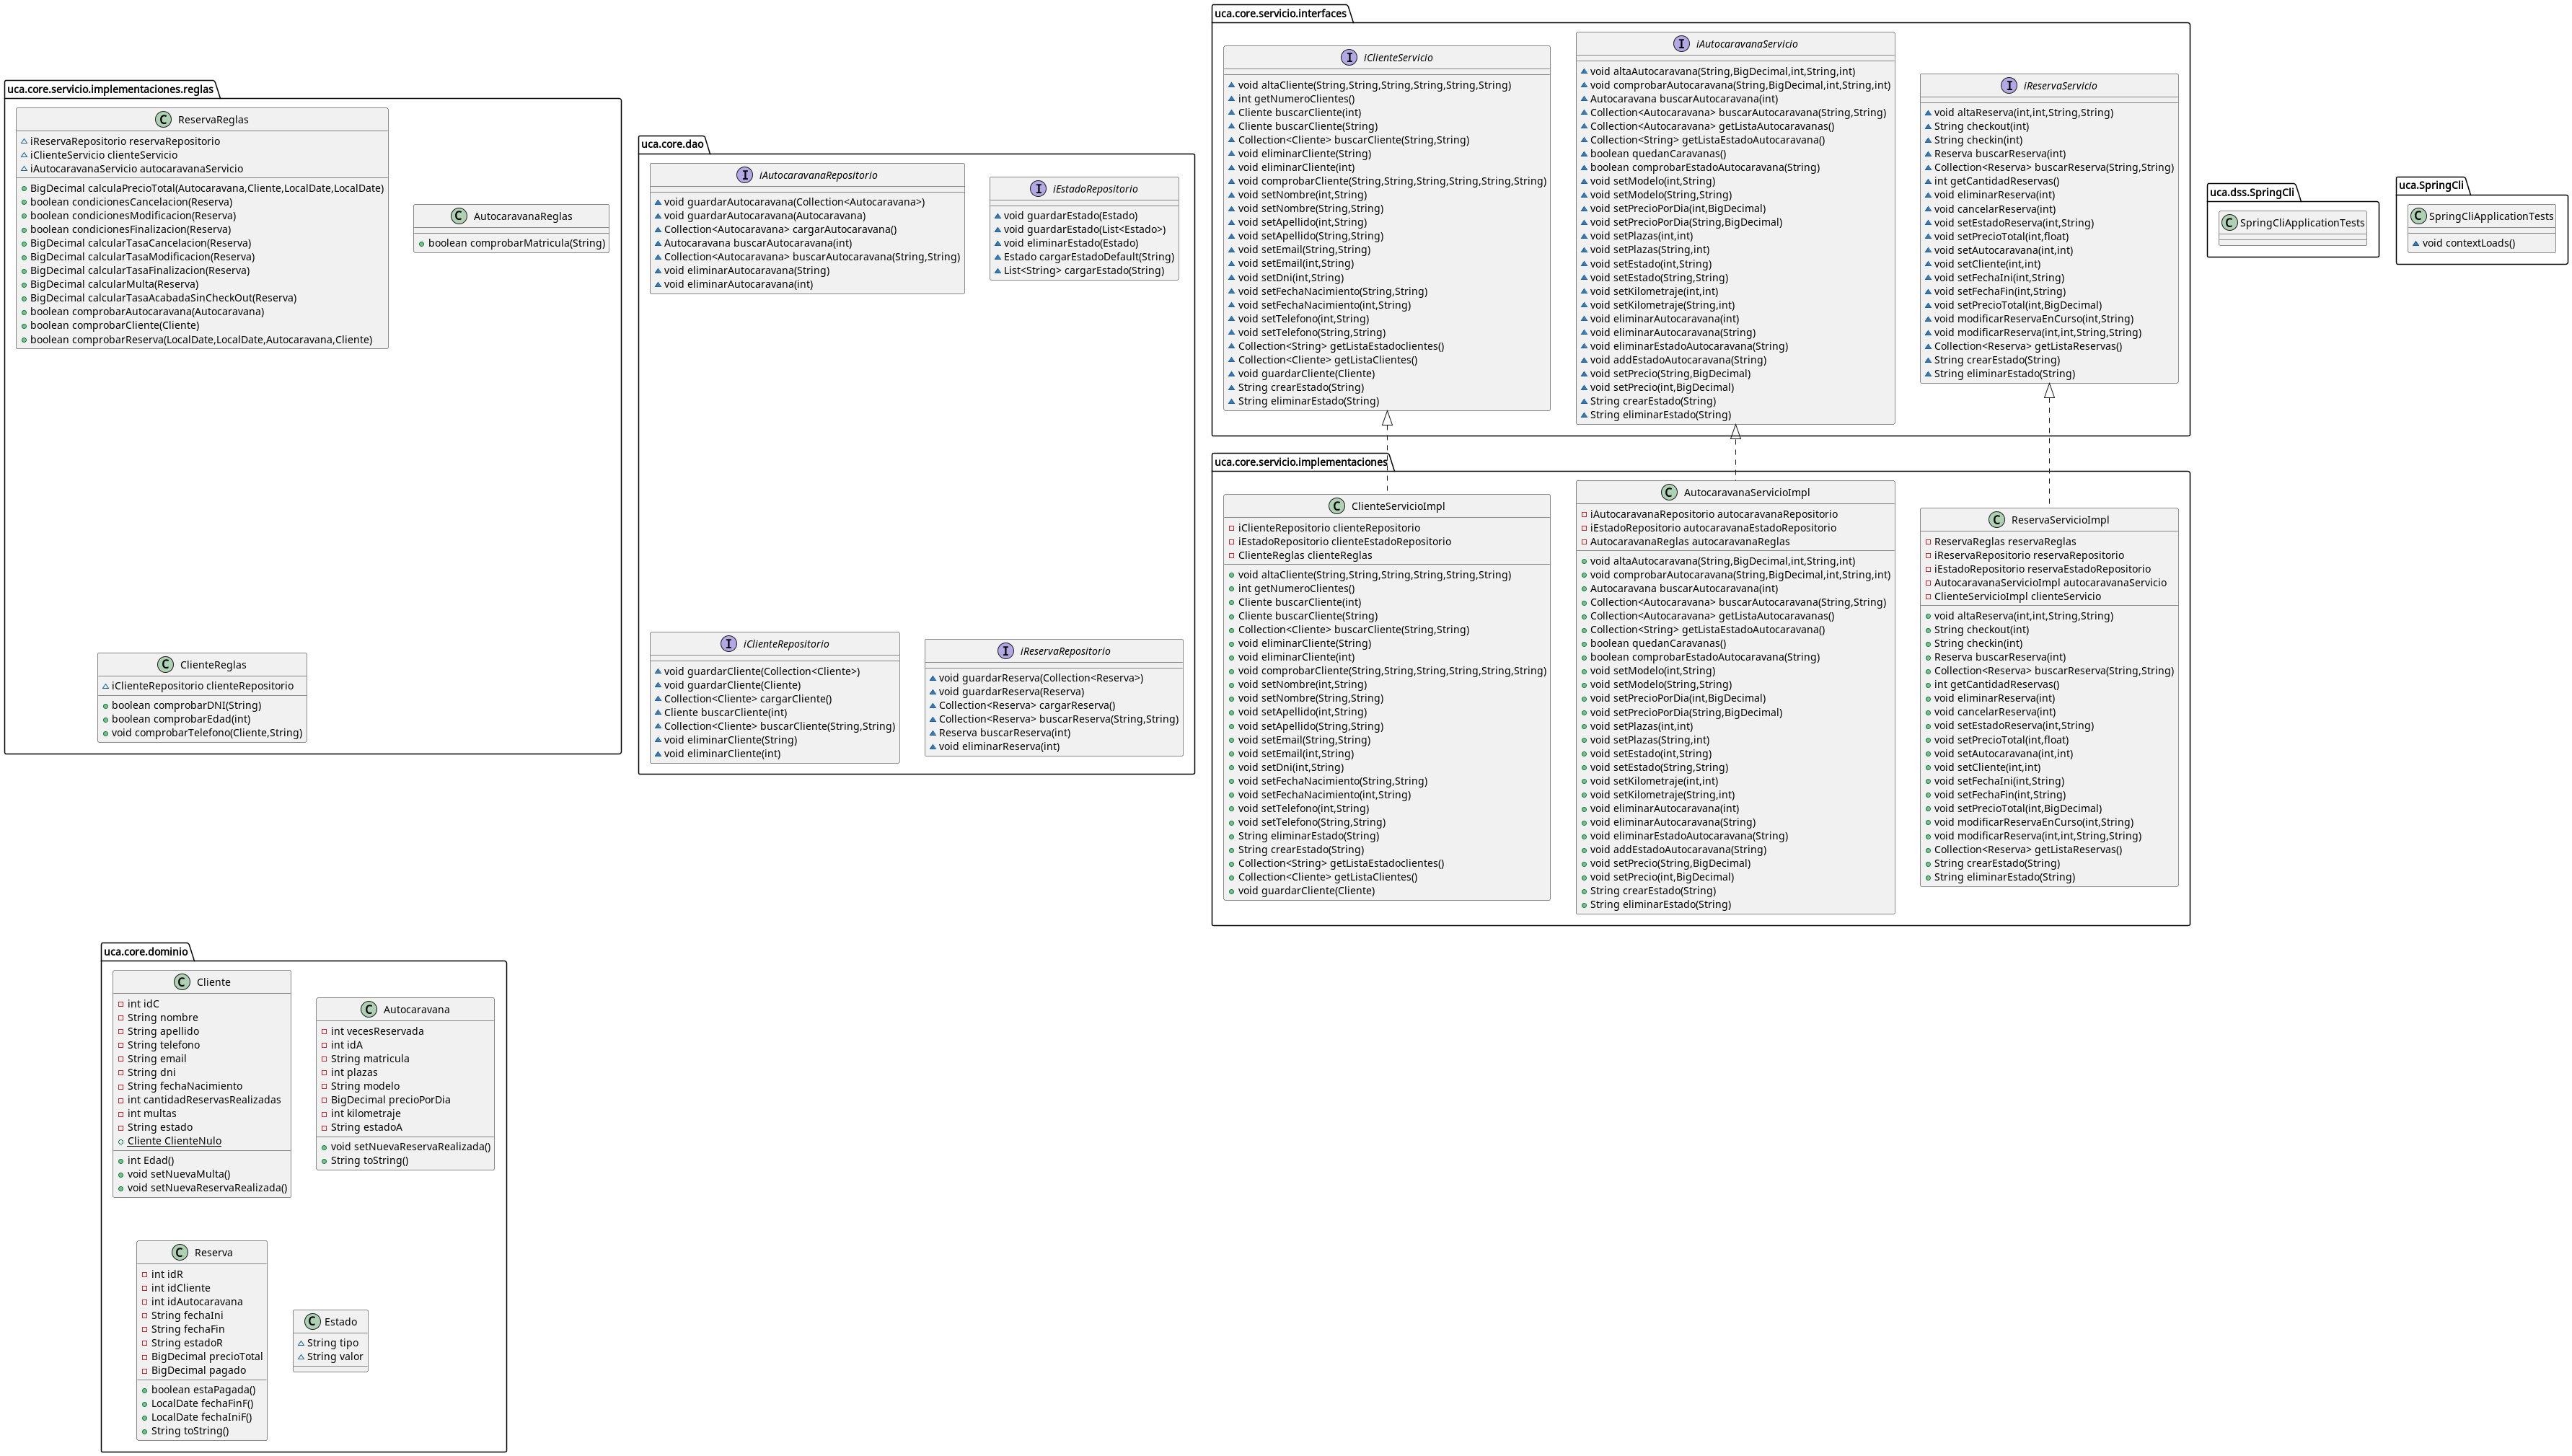 uca.core.servicio.implementaciones.reglas
ReservaReglas
iReservaRepositorio reservaRepositorio
iClienteServicio clienteServicio
iAutocaravanaServicio autocaravanaServicio
BigDecimal calculaPrecioTotal(Autocaravana,Cliente,LocalDate,LocalDate)
boolean condicionesCancelacion(Reserva)
boolean condicionesModificacion(Reserva)
boolean condicionesFinalizacion(Reserva)
BigDecimal calcularTasaCancelacion(Reserva)
BigDecimal calcularTasaModificacion(Reserva)
BigDecimal calcularTasaFinalizacion(Reserva)
BigDecimal calcularMulta(Reserva)
BigDecimal calcularTasaAcabadaSinCheckOut(Reserva)
boolean comprobarAutocaravana(Autocaravana)
boolean comprobarCliente(Cliente)
boolean comprobarReserva(LocalDate,LocalDate,Autocaravana,Cliente)
AutocaravanaReglas
boolean comprobarMatricula(String)
ClienteReglas
iClienteRepositorio clienteRepositorio
boolean comprobarDNI(String)
boolean comprobarEdad(int)
void comprobarTelefono(Cliente,String)
uca.core.dao
iAutocaravanaRepositorio
void guardarAutocaravana(Collection<Autocaravana>)
void guardarAutocaravana(Autocaravana)
Collection<Autocaravana> cargarAutocaravana()
Autocaravana buscarAutocaravana(int)
Collection<Autocaravana> buscarAutocaravana(String,String)
void eliminarAutocaravana(String)
void eliminarAutocaravana(int)
iEstadoRepositorio
void guardarEstado(Estado)
void guardarEstado(List<Estado>)
void eliminarEstado(Estado)
Estado cargarEstadoDefault(String)
List<String> cargarEstado(String)
iClienteRepositorio
void guardarCliente(Collection<Cliente>)
void guardarCliente(Cliente)
Collection<Cliente> cargarCliente()
Cliente buscarCliente(int)
Collection<Cliente> buscarCliente(String,String)
void eliminarCliente(String)
void eliminarCliente(int)
iReservaRepositorio
void guardarReserva(Collection<Reserva>)
void guardarReserva(Reserva)
Collection<Reserva> cargarReserva()
Collection<Reserva> buscarReserva(String,String)
Reserva buscarReserva(int)
void eliminarReserva(int)
uca.core.servicio.interfaces
iClienteServicio
void altaCliente(String,String,String,String,String,String)
int getNumeroClientes()
Cliente buscarCliente(int)
Cliente buscarCliente(String)
Collection<Cliente> buscarCliente(String,String)
void eliminarCliente(String)
void eliminarCliente(int)
void comprobarCliente(String,String,String,String,String,String)
void setNombre(int,String)
void setNombre(String,String)
void setApellido(int,String)
void setApellido(String,String)
void setEmail(String,String)
void setEmail(int,String)
void setDni(int,String)
void setFechaNacimiento(String,String)
void setFechaNacimiento(int,String)
void setTelefono(int,String)
void setTelefono(String,String)
Collection<String> getListaEstadoclientes()
Collection<Cliente> getListaClientes()
void guardarCliente(Cliente)
String crearEstado(String)
String eliminarEstado(String)
iAutocaravanaServicio
void altaAutocaravana(String,BigDecimal,int,String,int)
void comprobarAutocaravana(String,BigDecimal,int,String,int)
Autocaravana buscarAutocaravana(int)
Collection<Autocaravana> buscarAutocaravana(String,String)
Collection<Autocaravana> getListaAutocaravanas()
Collection<String> getListaEstadoAutocaravana()
boolean quedanCaravanas()
boolean comprobarEstadoAutocaravana(String)
void setModelo(int,String)
void setModelo(String,String)
void setPrecioPorDia(int,BigDecimal)
void setPrecioPorDia(String,BigDecimal)
void setPlazas(int,int)
void setPlazas(String,int)
void setEstado(int,String)
void setEstado(String,String)
void setKilometraje(int,int)
void setKilometraje(String,int)
void eliminarAutocaravana(int)
void eliminarAutocaravana(String)
void eliminarEstadoAutocaravana(String)
void addEstadoAutocaravana(String)
void setPrecio(String,BigDecimal)
void setPrecio(int,BigDecimal)
String crearEstado(String)
String eliminarEstado(String)
iReservaServicio
void altaReserva(int,int,String,String)
String checkout(int)
String checkin(int)
Reserva buscarReserva(int)
Collection<Reserva> buscarReserva(String,String)
int getCantidadReservas()
void eliminarReserva(int)
void cancelarReserva(int)
void setEstadoReserva(int,String)
void setPrecioTotal(int,float)
void setAutocaravana(int,int)
void setCliente(int,int)
void setFechaIni(int,String)
void setFechaFin(int,String)
void setPrecioTotal(int,BigDecimal)
void modificarReservaEnCurso(int,String)
void modificarReserva(int,int,String,String)
Collection<Reserva> getListaReservas()
String crearEstado(String)
String eliminarEstado(String)
uca.core.servicio.implementaciones
ClienteServicioImpl
iClienteRepositorio clienteRepositorio
iEstadoRepositorio clienteEstadoRepositorio
ClienteReglas clienteReglas
void altaCliente(String,String,String,String,String,String)
int getNumeroClientes()
Cliente buscarCliente(int)
Cliente buscarCliente(String)
Collection<Cliente> buscarCliente(String,String)
void eliminarCliente(String)
void eliminarCliente(int)
void comprobarCliente(String,String,String,String,String,String)
void setNombre(int,String)
void setNombre(String,String)
void setApellido(int,String)
void setApellido(String,String)
void setEmail(String,String)
void setEmail(int,String)
void setDni(int,String)
void setFechaNacimiento(String,String)
void setFechaNacimiento(int,String)
void setTelefono(int,String)
void setTelefono(String,String)
String eliminarEstado(String)
String crearEstado(String)
Collection<String> getListaEstadoclientes()
Collection<Cliente> getListaClientes()
void guardarCliente(Cliente)
AutocaravanaServicioImpl
iAutocaravanaRepositorio autocaravanaRepositorio
iEstadoRepositorio autocaravanaEstadoRepositorio
AutocaravanaReglas autocaravanaReglas
void altaAutocaravana(String,BigDecimal,int,String,int)
void comprobarAutocaravana(String,BigDecimal,int,String,int)
Autocaravana buscarAutocaravana(int)
Collection<Autocaravana> buscarAutocaravana(String,String)
Collection<Autocaravana> getListaAutocaravanas()
Collection<String> getListaEstadoAutocaravana()
boolean quedanCaravanas()
boolean comprobarEstadoAutocaravana(String)
void setModelo(int,String)
void setModelo(String,String)
void setPrecioPorDia(int,BigDecimal)
void setPrecioPorDia(String,BigDecimal)
void setPlazas(int,int)
void setPlazas(String,int)
void setEstado(int,String)
void setEstado(String,String)
void setKilometraje(int,int)
void setKilometraje(String,int)
void eliminarAutocaravana(int)
void eliminarAutocaravana(String)
void eliminarEstadoAutocaravana(String)
void addEstadoAutocaravana(String)
void setPrecio(String,BigDecimal)
void setPrecio(int,BigDecimal)
String crearEstado(String)
String eliminarEstado(String)
ReservaServicioImpl
ReservaReglas reservaReglas
iReservaRepositorio reservaRepositorio
iEstadoRepositorio reservaEstadoRepositorio
AutocaravanaServicioImpl autocaravanaServicio
ClienteServicioImpl clienteServicio
void altaReserva(int,int,String,String)
String checkout(int)
String checkin(int)
Reserva buscarReserva(int)
Collection<Reserva> buscarReserva(String,String)
int getCantidadReservas()
void eliminarReserva(int)
void cancelarReserva(int)
void setEstadoReserva(int,String)
void setPrecioTotal(int,float)
void setAutocaravana(int,int)
void setCliente(int,int)
void setFechaIni(int,String)
void setFechaFin(int,String)
void setPrecioTotal(int,BigDecimal)
void modificarReservaEnCurso(int,String)
void modificarReserva(int,int,String,String)
Collection<Reserva> getListaReservas()
String crearEstado(String)
String eliminarEstado(String)
uca.dss.SpringCli
SpringCliApplicationTests
uca.SpringCli
SpringCliApplicationTests
void contextLoads()
uca.core.dominio
Cliente
int idC
String nombre
String apellido
String telefono
String email
String dni
String fechaNacimiento
int cantidadReservasRealizadas
int multas
String estado
Cliente ClienteNulo
int Edad()
void setNuevaMulta()
void setNuevaReservaRealizada()
Autocaravana
int vecesReservada
int idA
String matricula
int plazas
String modelo
BigDecimal precioPorDia
int kilometraje
String estadoA
void setNuevaReservaRealizada()
String toString()
Reserva
int idR
int idCliente
int idAutocaravana
String fechaIni
String fechaFin
String estadoR
BigDecimal precioTotal
BigDecimal pagado
boolean estaPagada()
LocalDate fechaFinF()
LocalDate fechaIniF()
String toString()
Estado
String tipo
String valor